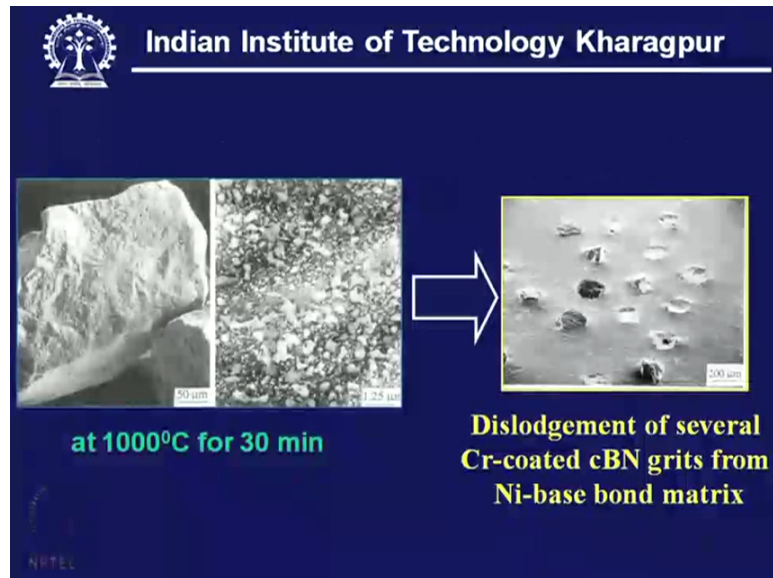 Indian Institute of Technology Kharagpur
50 µm
1.25 µm
200 µm
at 1000⁰C for 30 min
Dislodgement of several
Cr-coated cBN grits from
Ni-base bond matrix
NPTEL